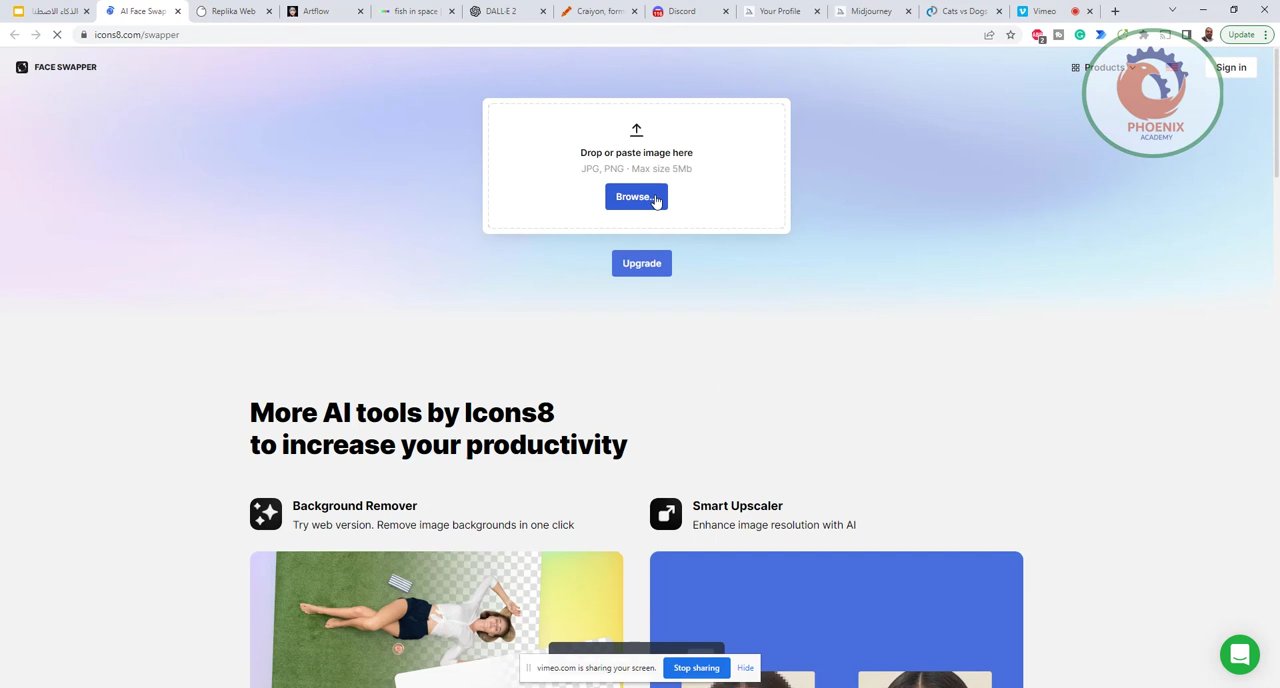 الذكاء الاصطنا
AI Face Swap
Replika Web
Artflow
fish in space
DALL·E 2
Craiyon, form
Discord
Your Profile
Midjourney
Cats vs Dogs
Vimeo
icons8.com/swapper
2
Update
FACE SWAPPER
Products
Sign in
PHOENIX
ACADEMY
Drop or paste image here
JPG, PNG · Max size 5Mb
Browse...
Upgrade
More AI tools by Icons8
to increase your productivity
Background Remover
Try web version. Remove image backgrounds in one click
Smart Upscaler
Enhance image resolution with AI
vimeo.com is sharing your screen.
Stop sharing
Hide